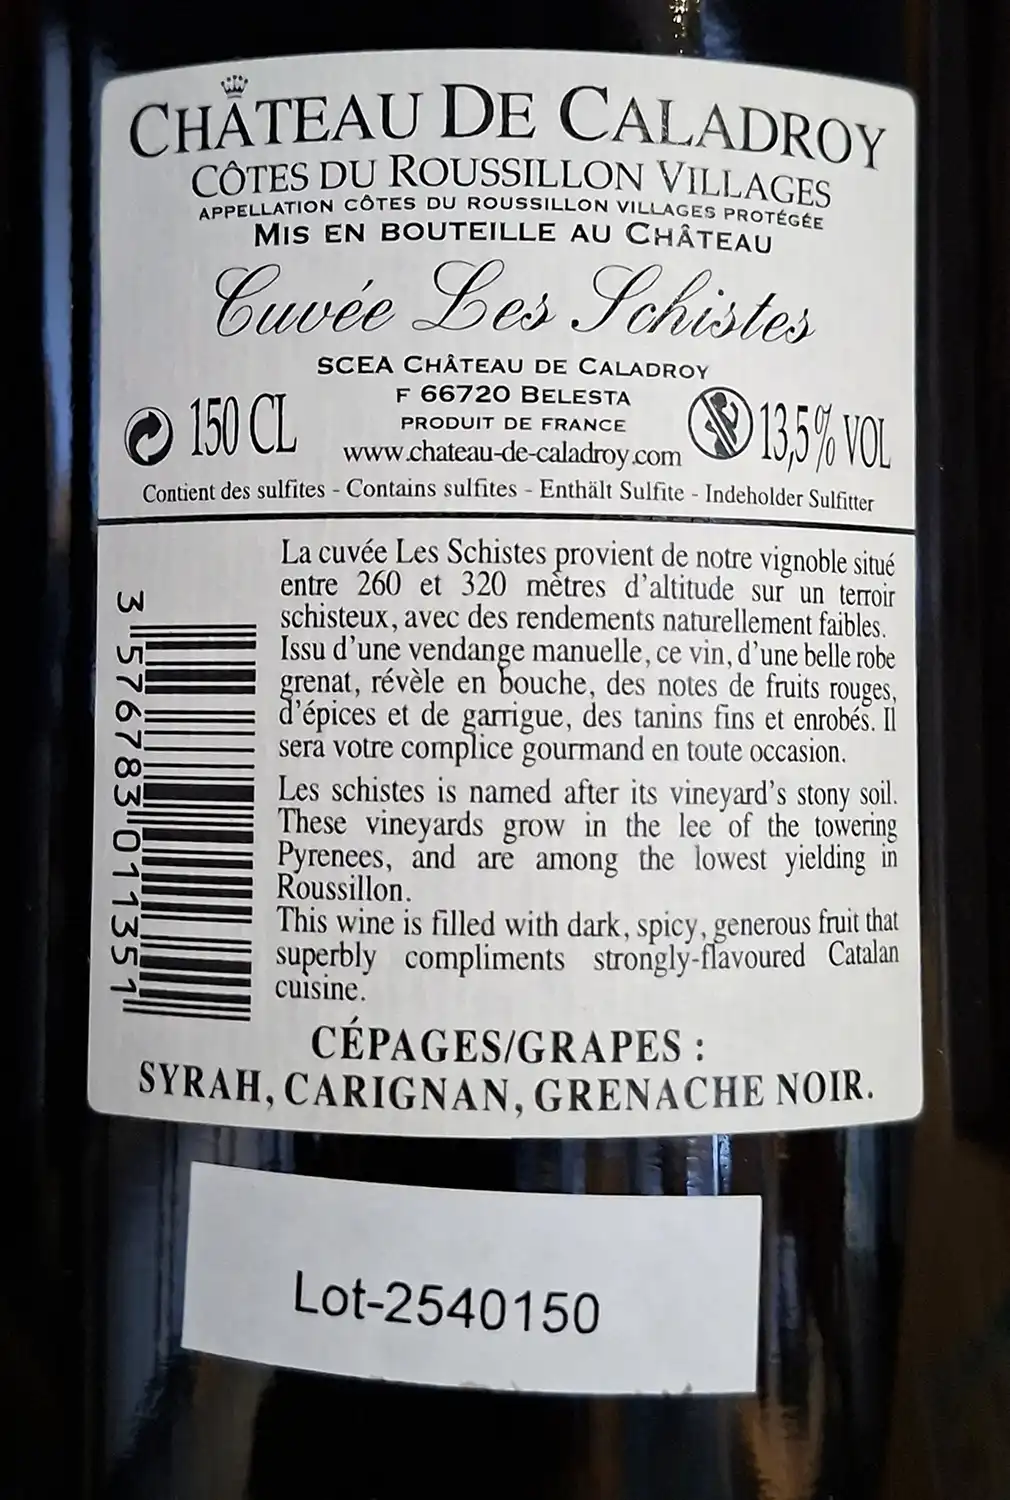 CHÂTEAU DE CALADROY
CÔTES DU ROUSSILLON VILLAGES
APPELLATION CÔTES DU ROUSSILLON VILLAGES PROTÉGÉE
MIS EN BOUTEILLE AU CHÂTEAU
Cuvée Les Schistes
SCEA CHÂTEAU DE CALADROY
F 66720 BELESTA
PRODUIT DE FRANCE
www.chateau-de-caladroy.com
150 CL
13,5% VOL
Contient des sulfites - Contains sulfites - Enthält Sulfite - Indeholder Sulfitter
La cuvée Les Schistes provient de notre vignoble situé
entre 260 et 320 mètres d'altitude sur un terroir
schisteux, avec des rendements naturellement faibles.
Issu d'une vendange manuelle, ce vin, d'une belle robe
grenat, révèle en bouche, des notes de fruits rouges,
d'épices et de garrigue, des tanins fins et enrobés. Il
sera votre complice gourmand en toute occasion.
Les schistes is named after its vineyard's stony soil.
These vineyards grow in the lee of the towering
Pyrenees, and are among the lowest yielding in
Roussillon.
This wine is filled with dark, spicy, generous fruit that
superbly compliments strongly-flavoured Catalan
cuisine.
3 576783 011351
CÉPAGES/GRAPES :
SYRAH, CARIGNAN, GRENACHE NOIR.
Lot-2540150